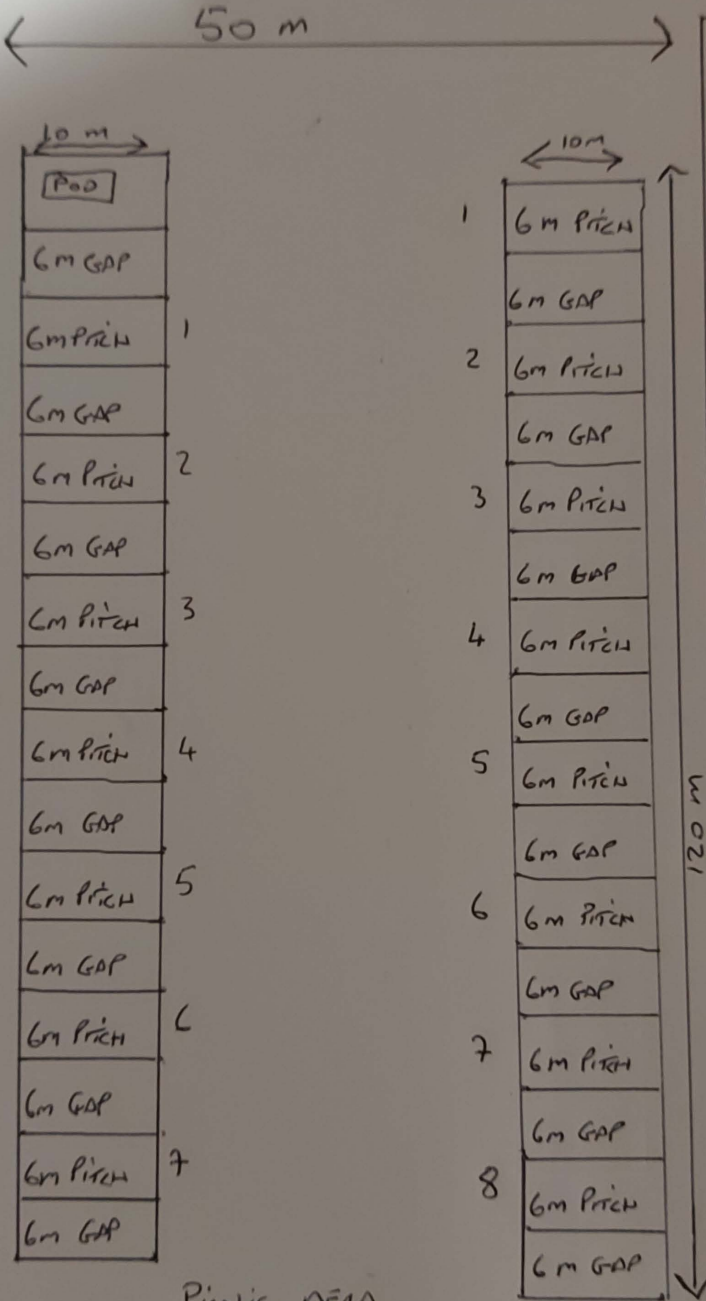 50 m
10 m
POD
6m GAP
6m PITCH 1
6m GAP
6m PITCH 2
6m GAP
6m PITCH 3
6m GAP
6m PITCH 4
6m GAP
6m PITCH 5
6m GAP
6m PITCH 6
6m GAP
6m PITCH 7
6m GAP
10m
1 6m PITCH
6m GAP
2 6m PITCH
6m GAP
3 6m PITCH
6m GAP
4 6m PITCH
6m GAP
5 6m PITCH
6m GAP
6 6m PITCH
6m GAP
7 6m PITCH
6m GAP
8 6m PITCH
6m GAP
120 m